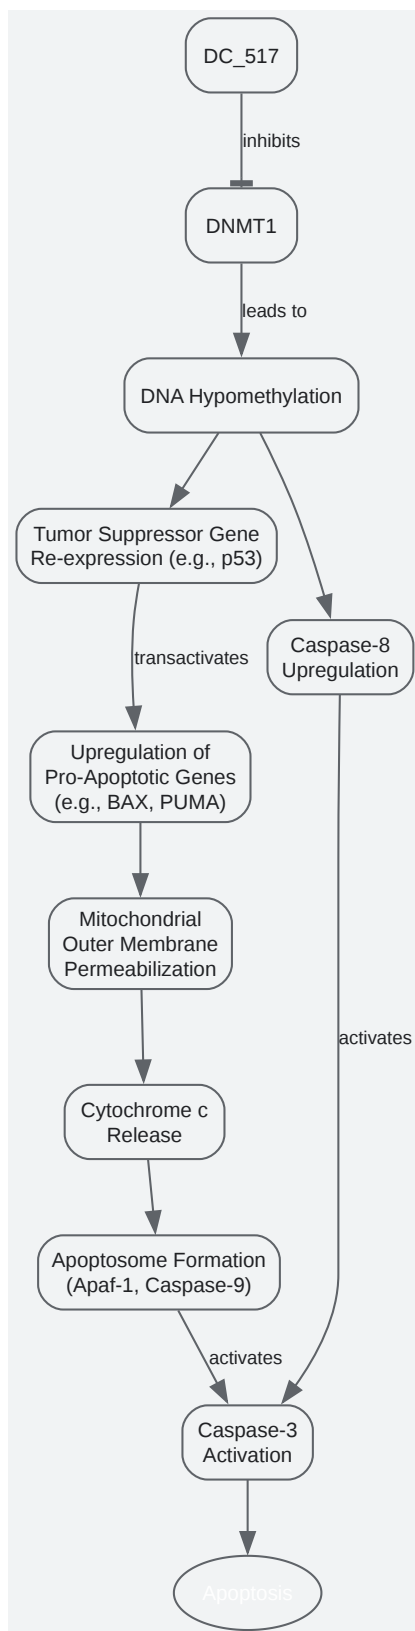 DC_517
inhibits
DNMT1
leads to
DNA Hypomethylation
Tumor Suppressor Gene
Re-expression (e.g., p53)
Caspase-8
Upregulation
transactivates
Upregulation of
Pro-Apoptotic Genes
(e.g., BAX, PUMA)
Mitochondrial
Outer Membrane
Permeabilization
activates
Cytochrome c
Release
Apoptosome Formation
(Apaf-1, Caspase-9)
activates
Caspase-3
Activation
Apoptosis